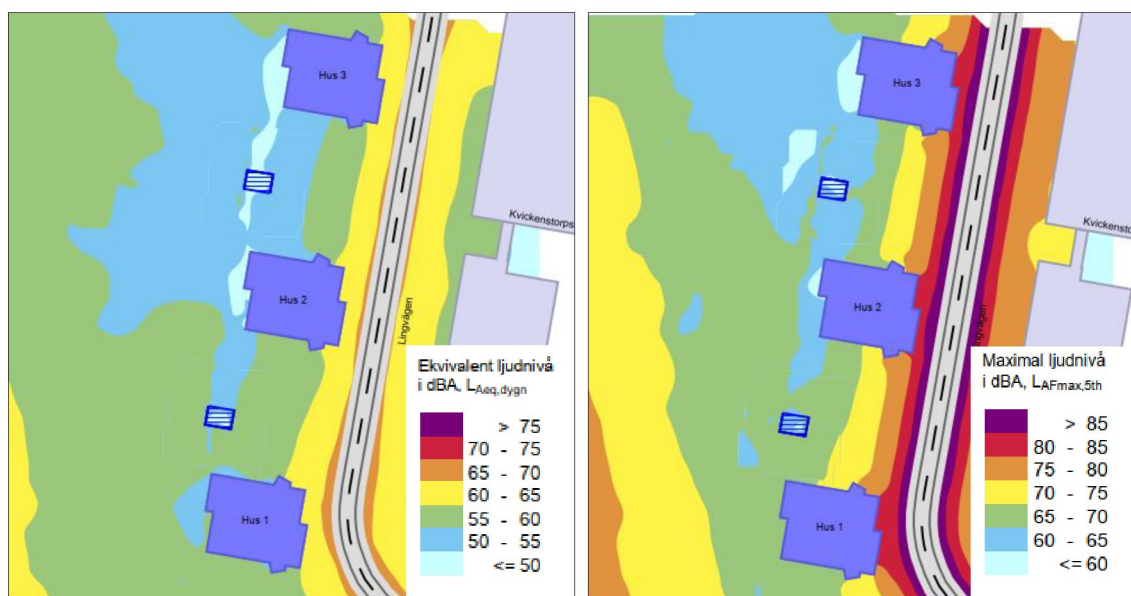 Hus 3
Kvickenstorps
Hus 2
Lingvägen
Hus 1
Ekvivalent ljudnivå
i dBA, LAeq,dygn
> 75
70 - 75
65 - 70
60 - 65
55 - 60
50 - 55
<= 50
Hus 3
Kvickensto
Hus 2
ngvägen
Hus 1
Maximal ljudnivå
i dBA, LAFmax,5th
> 85
80 - 85
75 - 80
70 - 75
65 - 70
60 - 65
<= 60